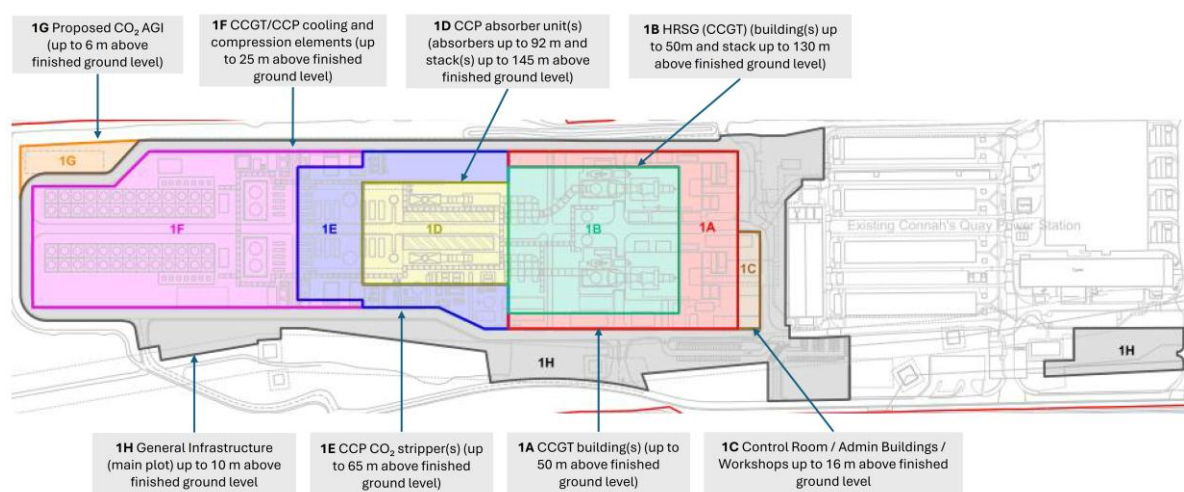 1G Proposed CO₂ AGI
(up to 6 m above
finished ground level)
1F CCGT/CCP cooling and
compression elements (up
to 25 m above finished
ground level)
1D CCP absorber unit(s)
(absorbers up to 92 m and
stack(s) up to 145 m above
finished ground level)
1B HRSG (CCGT) (building(s) up
to 50m and stack up to 130 m
above finished ground level)
1G
1F
1E
1D
1B
1A
1C
Existing Connah's Quay Power Station
1H
1H
1H General Infrastructure
(main plot) up to 10 m above
finished ground level
1E CCP CO₂ stripper(s) (up
to 65 m above finished
ground level)
1A CCGT building(s) (up to
50 m above finished
ground level)
1C Control Room / Admin Buildings /
Workshops up to 16 m above finished
ground level